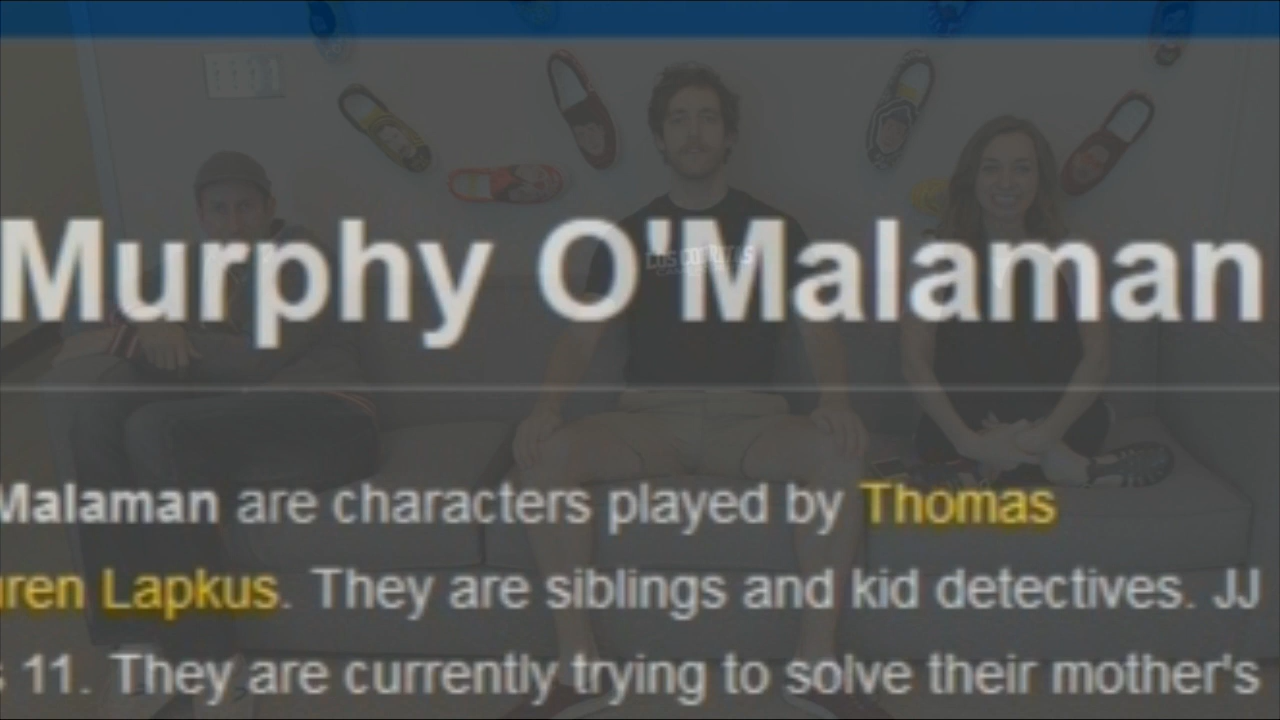 Murphy O'Malaman
Malaman are characters played by Thomas
uren Lapkus. They are siblings and kid detectives. JJ
11. They are currently trying to solve their mother's